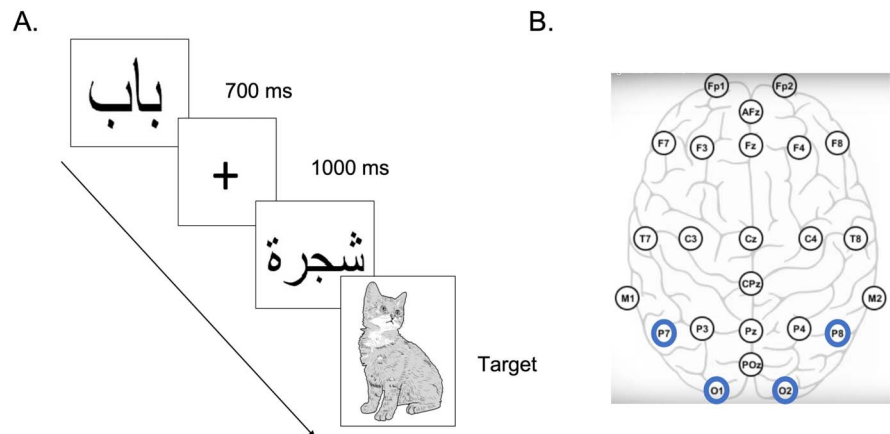 A.
باب
700 ms
+
1000 ms
شجرة
Target
B.
Fp1 Fp2
AFz
F7 F3 Fz F4 F8
T7 C3 Cz C4 T8
CPz
M1 M2
P7 P3 Pz P4 P8
POz
O1 O2